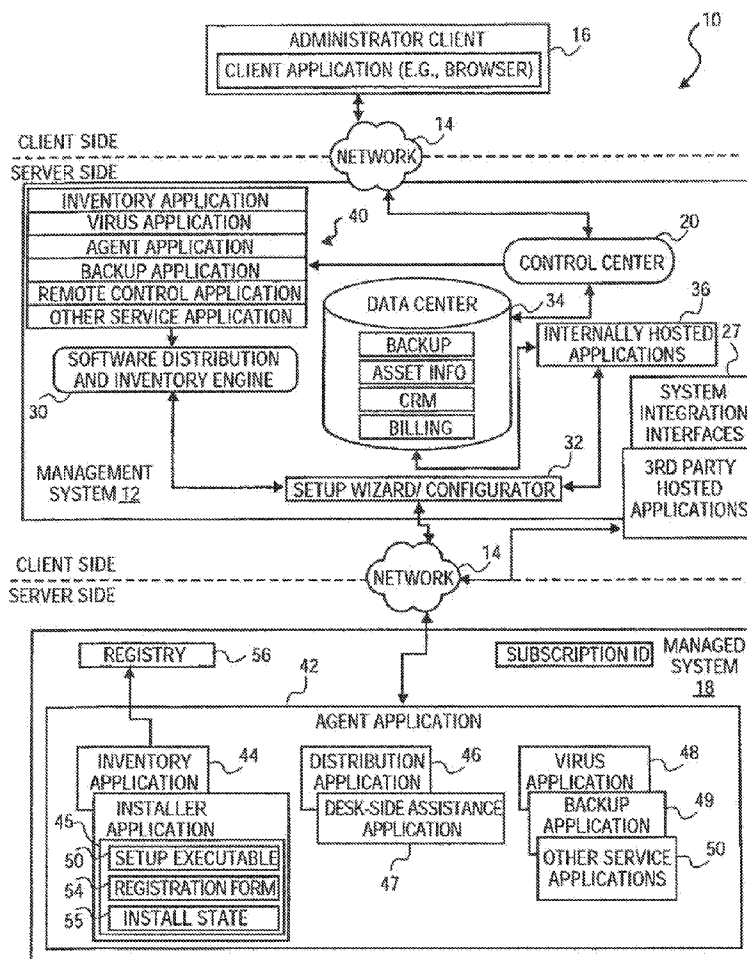 ADMINISTRATOR CLIENT
16
10
CLIENT APPLICATION (E.G., BROWSER)
14
CLIENT SIDE
NETWORK
SERVER SIDE
INVENTORY APPLICATION
VIRUS APPLICATION
40
AGENT APPLICATION
20
BACKUP APPLICATION
CONTROL CENTER
REMOTE CONTROL APPLICATION
DATA CENTER
34
36
OTHER SERVICE APPLICATION
INTERNALLY HOSTED
APPLICATIONS
27
BACKUP
SOFTWARE DISTRIBUTION
AND INVENTORY ENGINE
ASSET INFO
SYSTEM
INTEGRATION
INTERFACES
30
CRM
BILLING
32
3RD PARTY
HOSTED
APPLICATIONS
MANAGEMENT
SYSTEM 12
SETUP WIZARD/ CONFIGURATOR
14
CLIENT SIDE
NETWORK
SERVER SIDE
REGISTRY
56
SUBSCRIPTION ID
MANAGED
SYSTEM
18
42
AGENT APPLICATION
INVENTORY
APPLICATION
44
DISTRIBUTION
APPLICATION
46
VIRUS
APPLICATION
48
INSTALLER
APPLICATION
DESK-SIDE ASSISTANCE
APPLICATION
BACKUP
APPLICATION
49
45
50
SETUP EXECUTABLE
47
OTHER SERVICE
APPLICATIONS
50
54
REGISTRATION FORM
55
INSTALL STATE